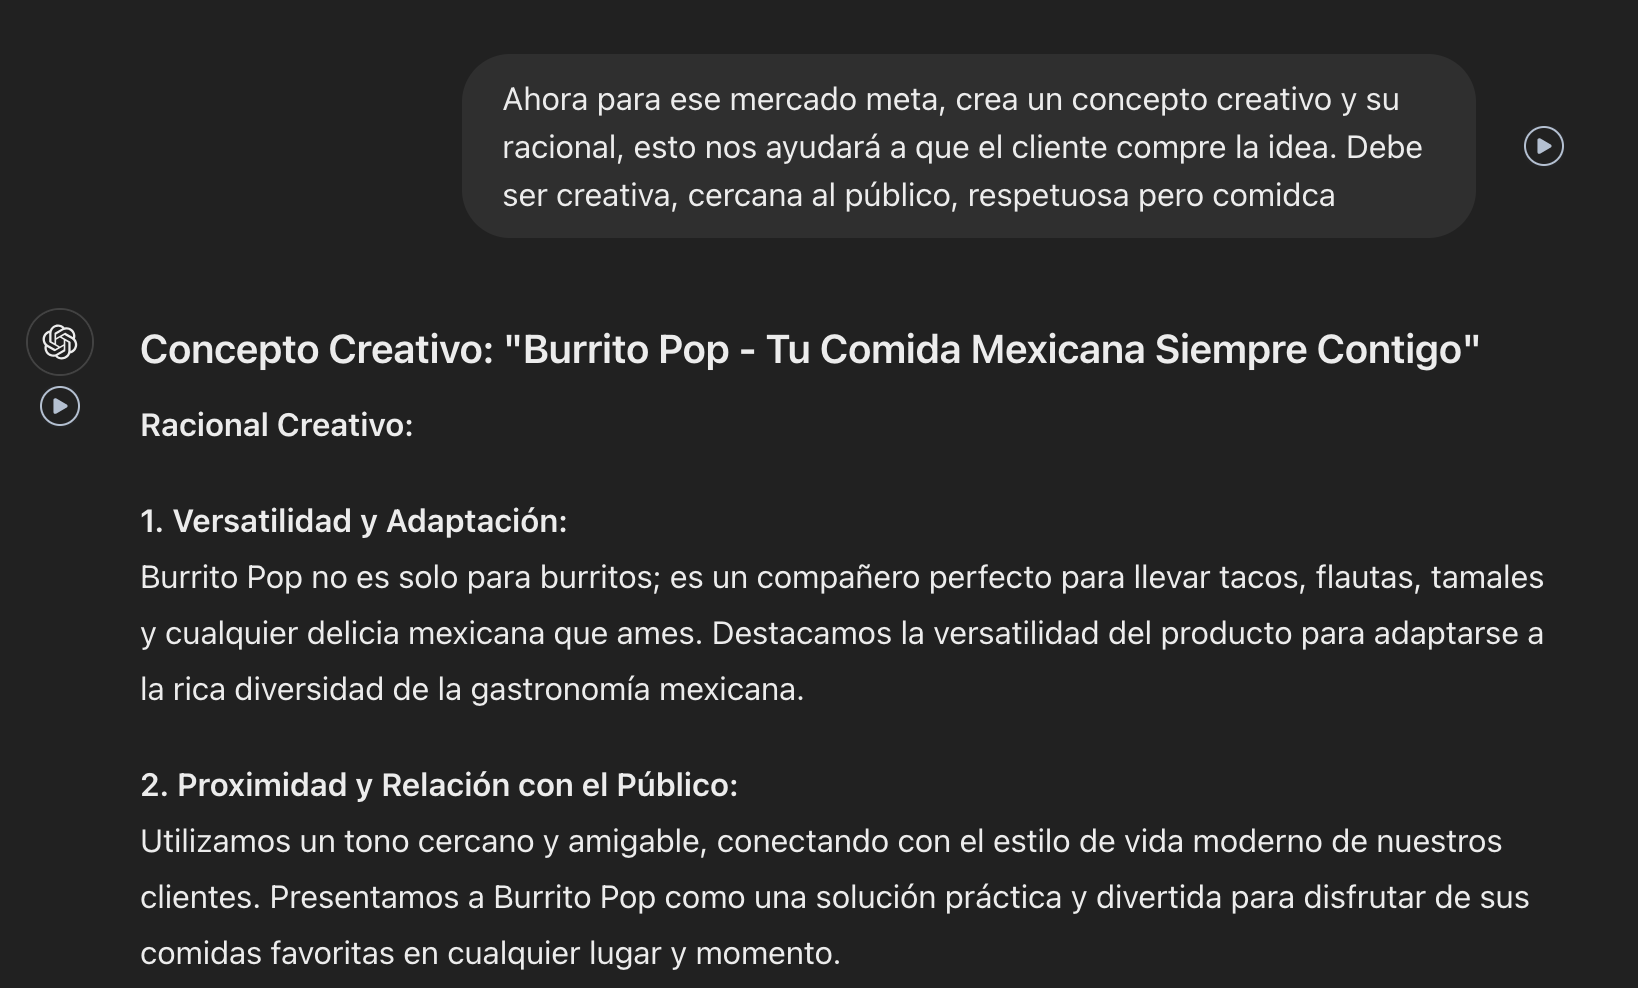 Ahora para ese mercado meta, crea un concepto creativo y su
racional, esto nos ayudará a que el cliente compre la idea. Debe
ser creativa, cercana al público, respetuosa pero comidca
Concepto Creativo: "Burrito Pop - Tu Comida Mexicana Siempre Contigo"
Racional Creativo:
1. Versatilidad y Adaptación:
Burrito Pop no es solo para burritos; es un compañero perfecto para llevar tacos, flautas, tamales
y cualquier delicia mexicana que ames. Destacamos la versatilidad del producto para adaptarse a
la rica diversidad de la gastronomía mexicana.
2. Proximidad y Relación con el Público:
Utilizamos un tono cercano y amigable, conectando con el estilo de vida moderno de nuestros
clientes. Presentamos a Burrito Pop como una solución práctica y divertida para disfrutar de sus
comidas favoritas en cualquier lugar y momento.